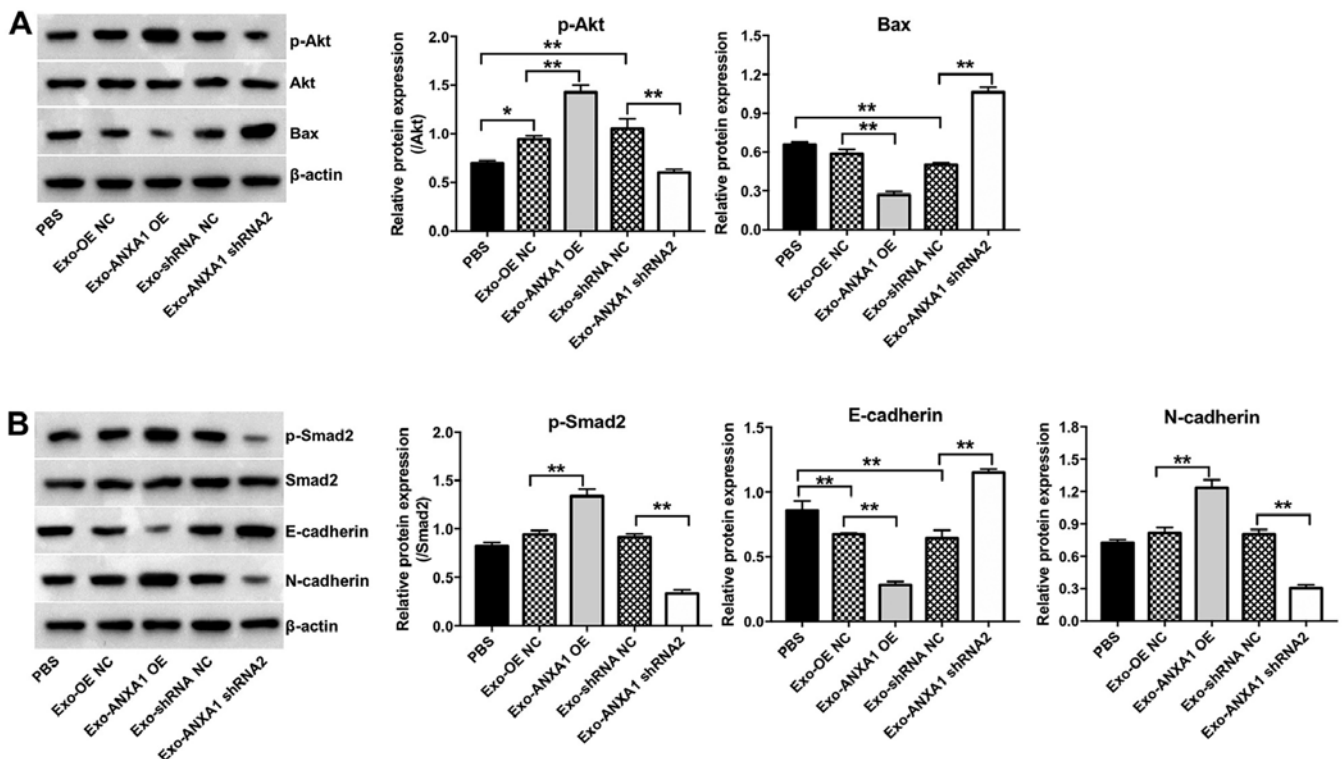 A
p-Akt
Akt
Bax
β-actin
PBS
Exo-OE NC
Exo-ANXA1 OE
Exo-shRNA NC
Exo-ANXA1 shRNA2
p-Akt
Relative protein expression
(/Akt)
2.0
1.5
1.0
0.5
0.0
*
**
**
**
PBS
Exo-OE NC
Exo-ANXA1 OE
Exo-shRNA NC
Exo-ANXA1 shRNA2
Bax
Relative protein expression
1.5
1.2
0.9
0.6
0.3
0.0
**
**
**
PBS
Exo-OE NC
Exo-ANXA1 OE
Exo-shRNA NC
Exo-ANXA1 shRNA2
B
p-Smad2
Smad2
E-cadherin
N-cadherin
β-actin
PBS
Exo-OE NC
Exo-ANXA1 OE
Exo-shRNA NC
Exo-ANXA1 shRNA2
p-Smad2
Relative protein expression
(/Smad2)
2.0
1.5
1.0
0.5
0.0
**
**
PBS
Exo-OE NC
Exo-ANXA1 OE
Exo-shRNA NC
Exo-ANXA1 shRNA2
E-cadherin
Relative protein expression
1.5
1.0
0.5
0.0
**
**
**
**
PBS
Exo-OE NC
Exo-ANXA1 OE
Exo-shRNA NC
Exo-ANXA1 shRNA2
N-cadherin
Relative protein expression
1.8
1.5
1.2
0.9
0.6
0.3
0.0
**
**
PBS
Exo-OE NC
Exo-ANXA1 OE
Exo-shRNA NC
Exo-ANXA1 shRNA2